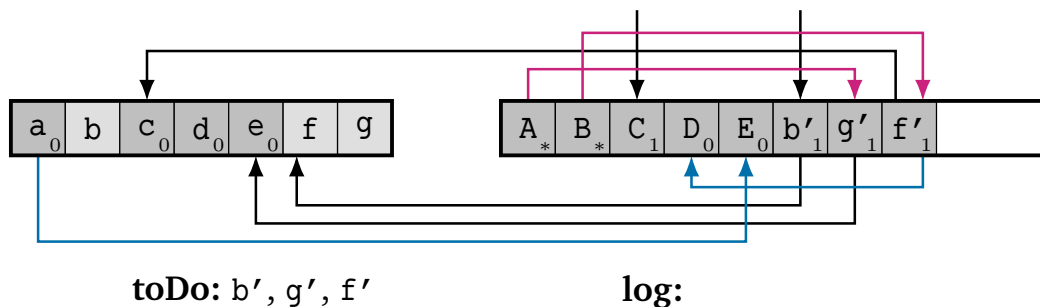 a₀ b c₀ d₀ e₀ f g A* B* C₁ D₀ E₀ b′₁ g′₁ f′₁
toDo: b′, g′, f′ log: